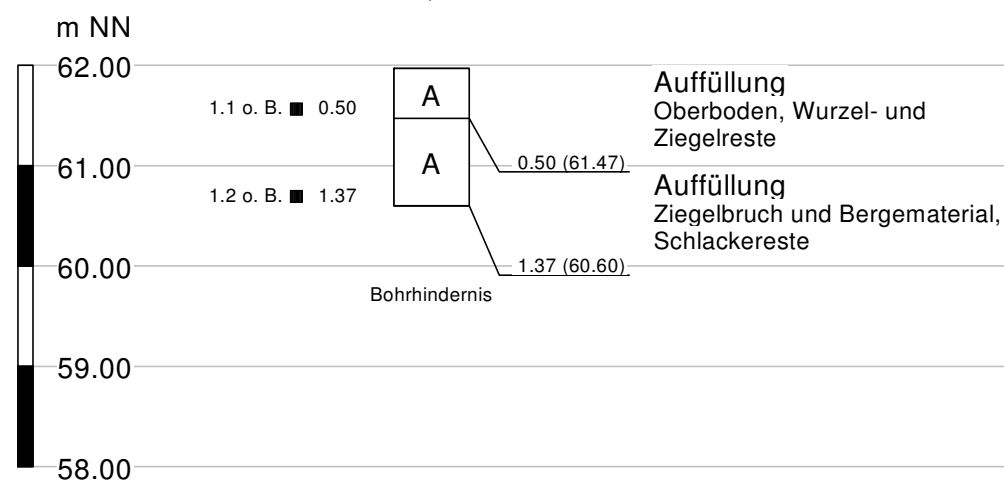 m NN
62.00
61.00
60.00
59.00
58.00
1.1 o. B. 0.50
1.2 o. B. 1.37
A
A
Bohrhindernis
0.50 (61.47)
1.37 (60.60)
Auffüllung
Oberboden, Wurzel- und
Ziegelreste
Auffüllung
Ziegelbruch und Bergematerial,
Schlackereste